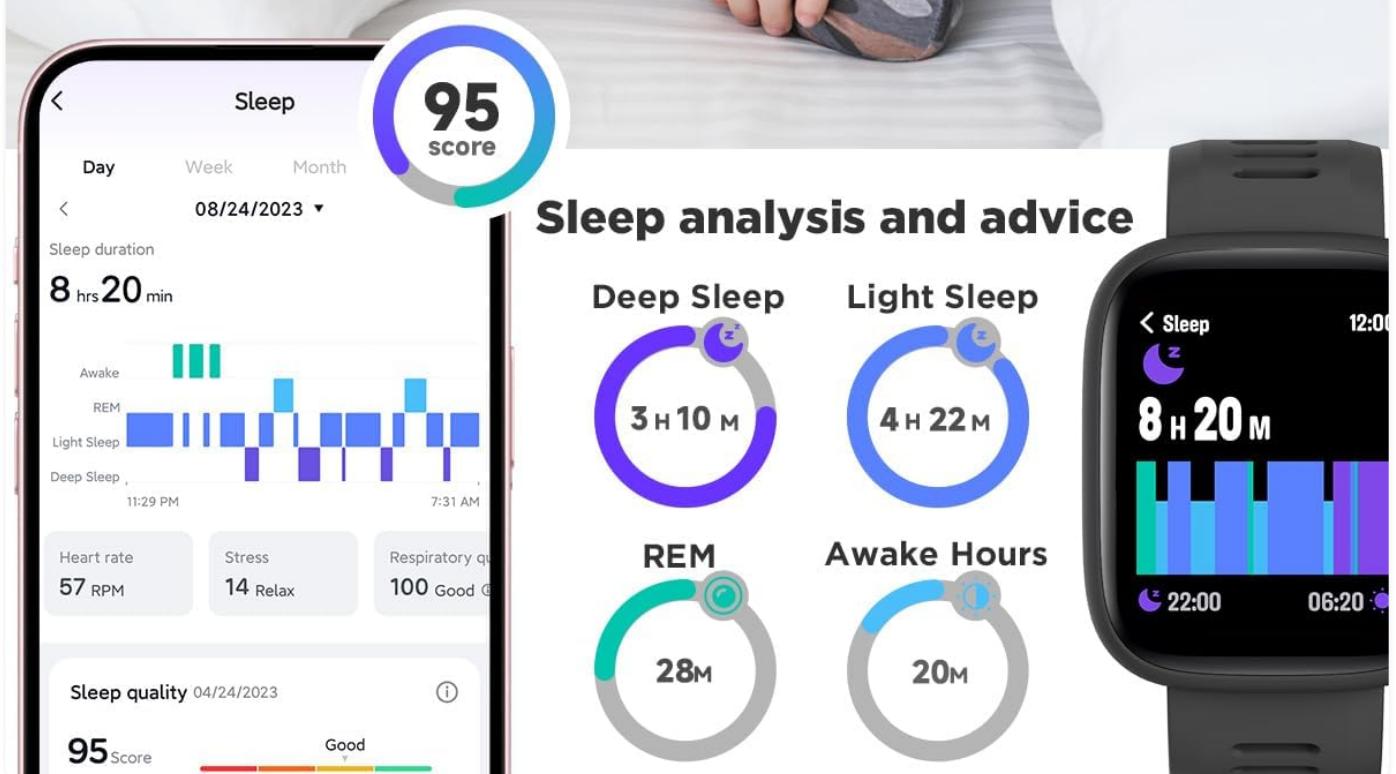 95
score
Sleep
Day Week Month
08/24/2023
Sleep duration
8 hrs 20 min
Awake
REM
Light Sleep
Deep Sleep
11:29 PM 7:31 AM
Heart rate
57 RPM
Stress
14 Relax
Respiratory
100 Good
Sleep quality 04/24/2023
95 Score
Good
Sleep analysis and advice
Deep Sleep
3 H 10 M
Light Sleep
4 H 22 M
REM
28M
Awake Hours
20M
Sleep 12:00
z
8 H 20 M
22:00 06:20